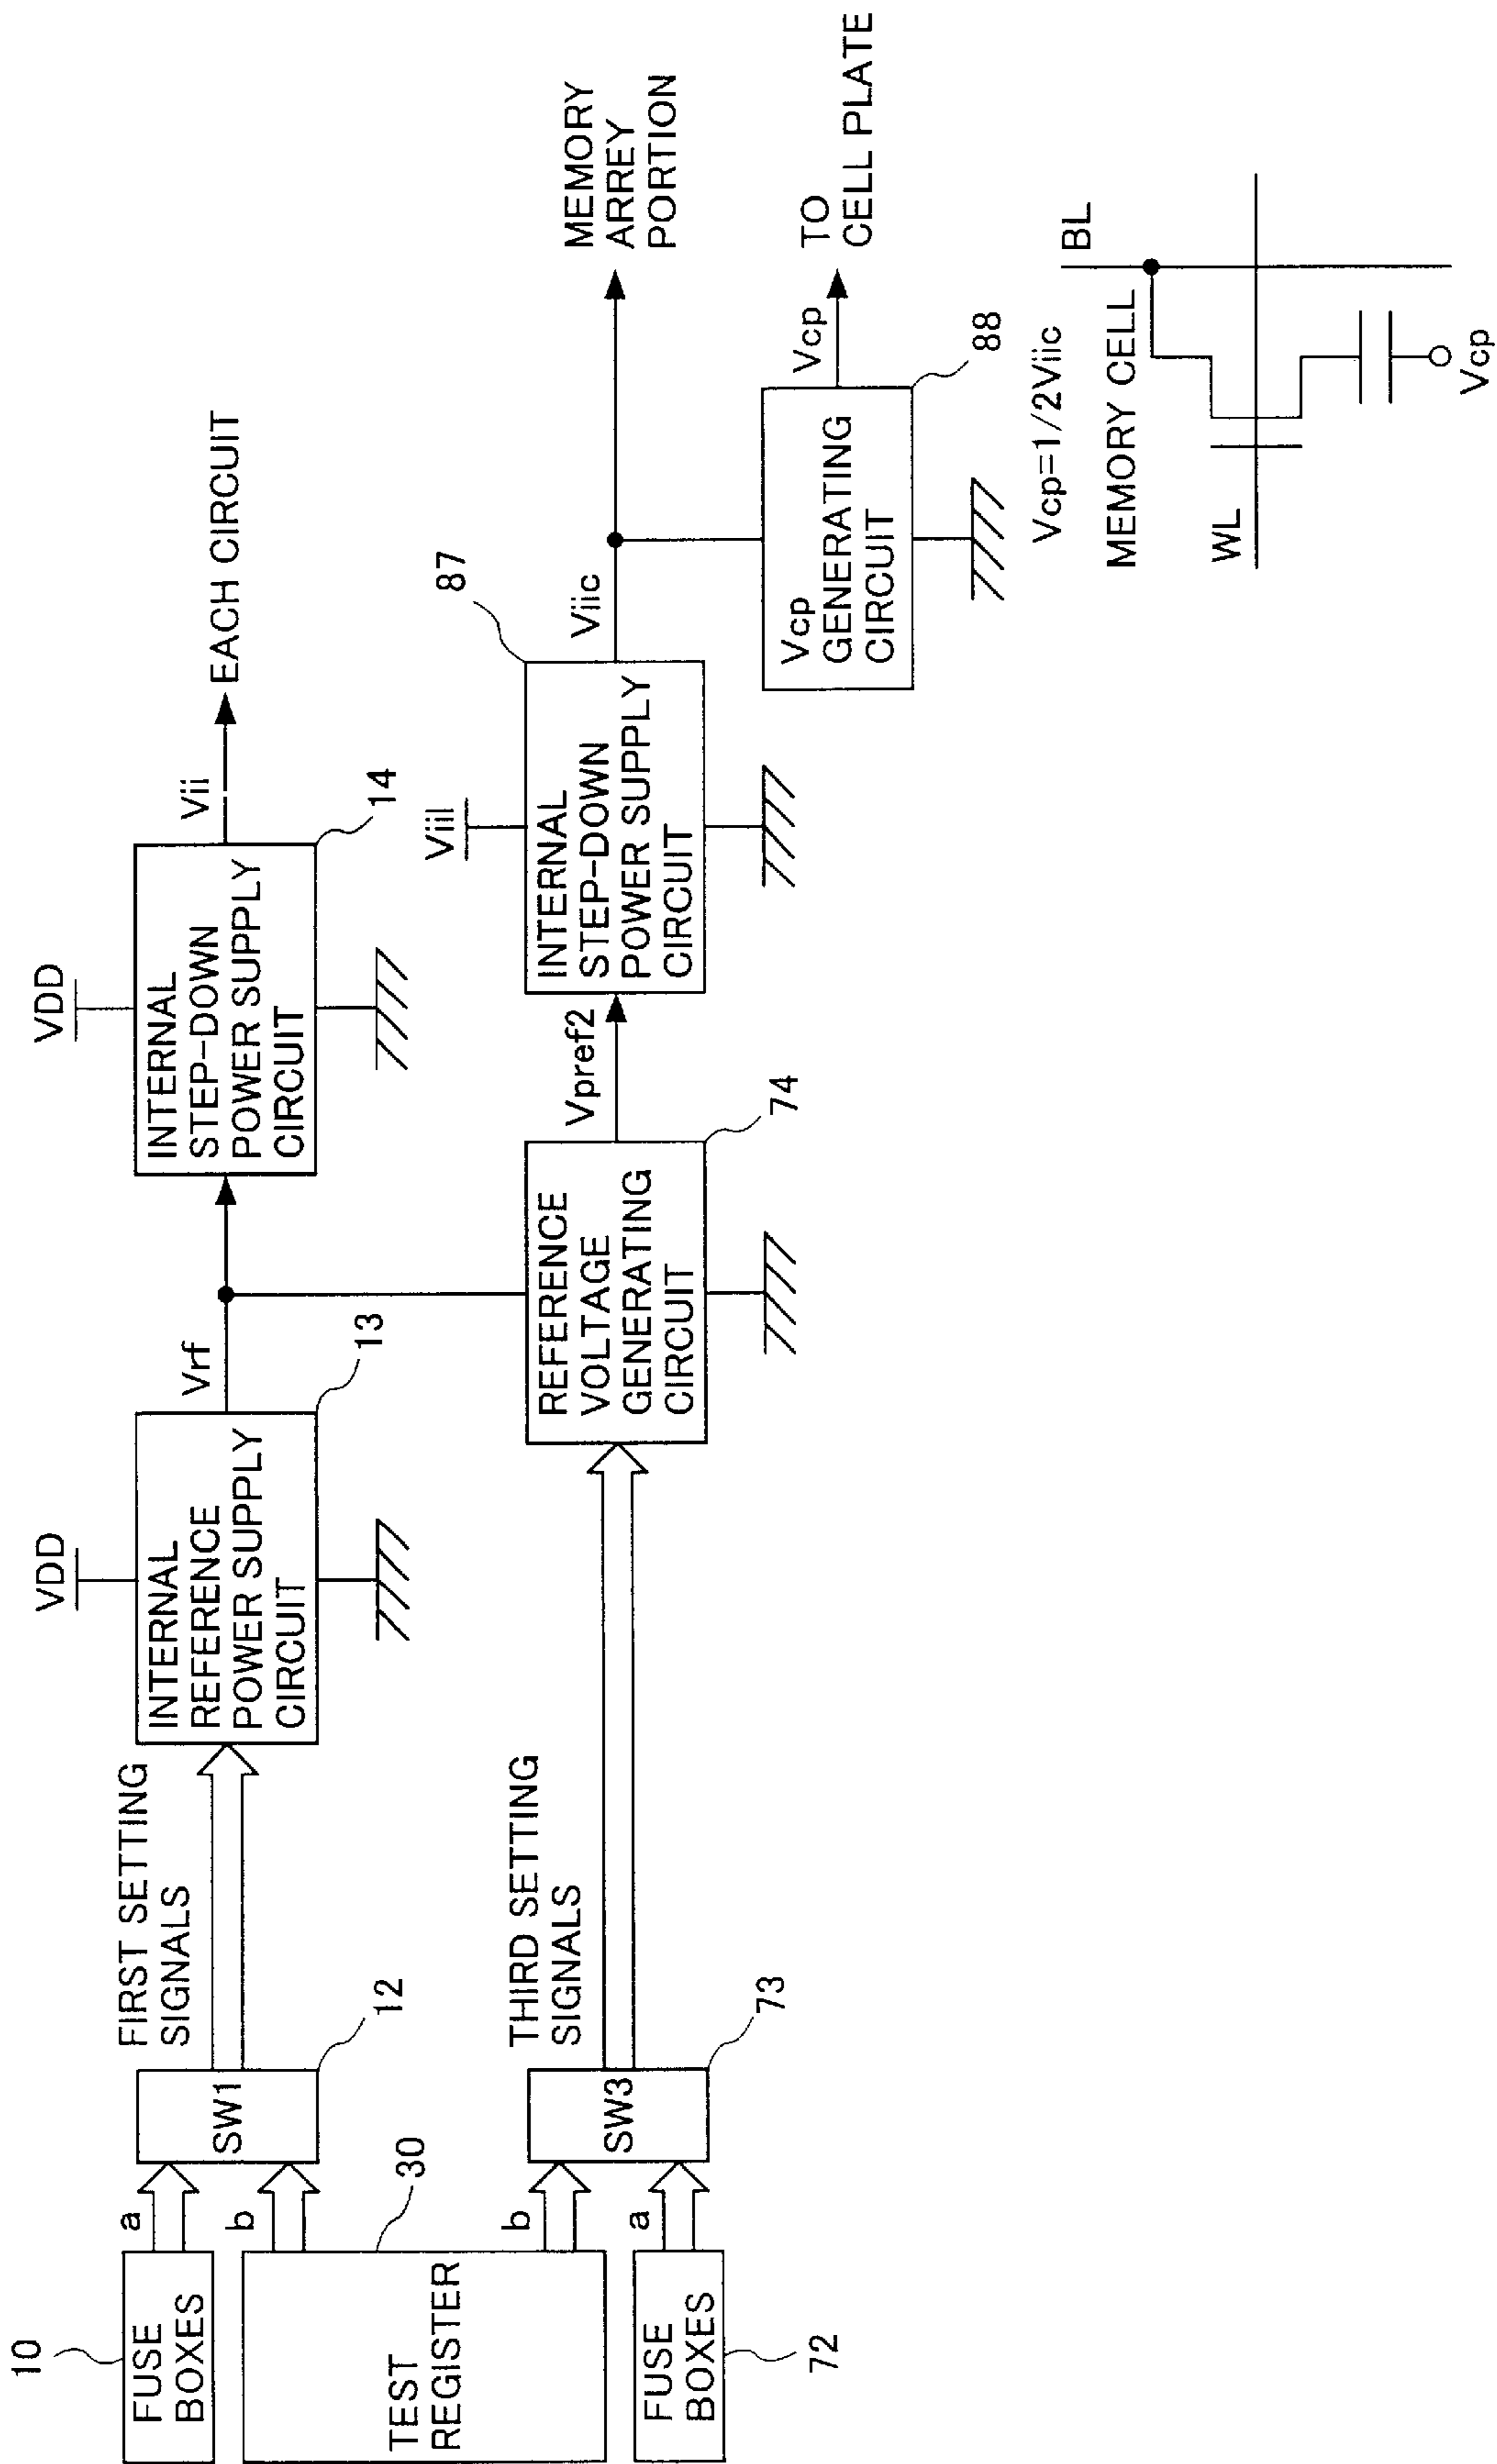 10
FUSE
BOXES
a
b
TEST
REGISTER
30
b
a
FUSE
BOXES
72
SW1
12
SW3
73
FIRST SETTING
SIGNALS
THIRD SETTING
SIGNALS
VDD
INTERNAL
REFERENCE
POWER SUPPLY
CIRCUIT
13
Vrf
REFERENCE
VOLTAGE
GENERATING
CIRCUIT
74
VDD
INTERNAL
STEP-DOWN
POWER SUPPLY
CIRCUIT
14
Vii
EACH CIRCUIT
Vpref2
Viil
INTERNAL
STEP-DOWN
POWER SUPPLY
CIRCUIT
87
Viic
MEMORY
ARREY
PORTION
Vcp
GENERATING
CIRCUIT
88
Vcp
TO
CELL PLATE
Vcp=1/2Viic
MEMORY CELL
BL
WL
Vcp